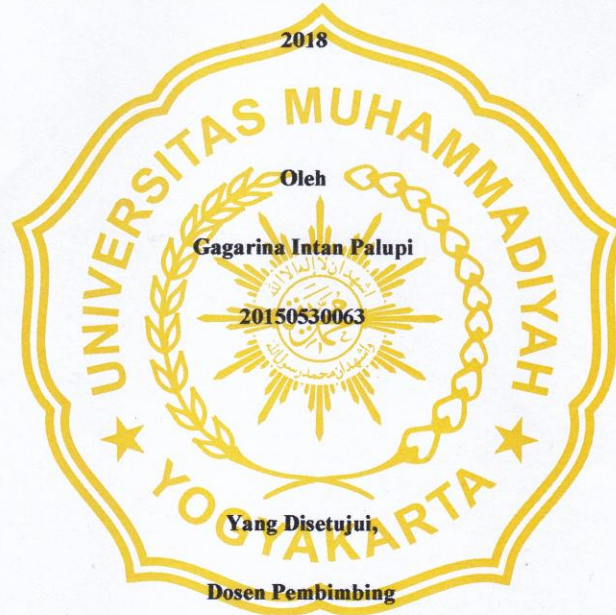 2018
UNIVERSITAS MUHAMMADIYAH
Oleh
Gagarina Intan Palupi
20150530063
YOGYAKARTA
Yang Disetujui,
Dosen Pembimbing